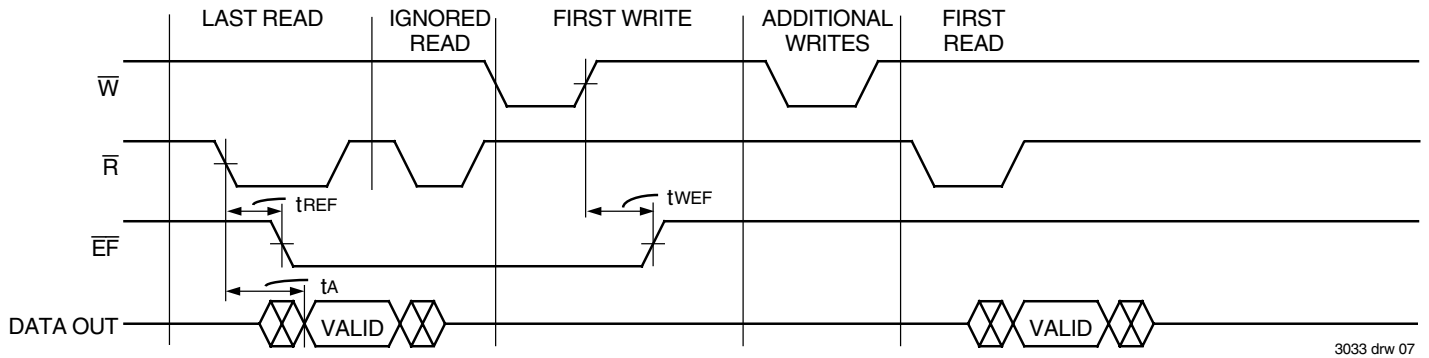 LAST READ
IGNORED
READ
FIRST WRITE
ADDITIONAL
WRITES
FIRST
READ
W̅
R̅
tREF
tWEF
E̅F̅
tA
DATA OUT
VALID
VALID
3033 drw 07